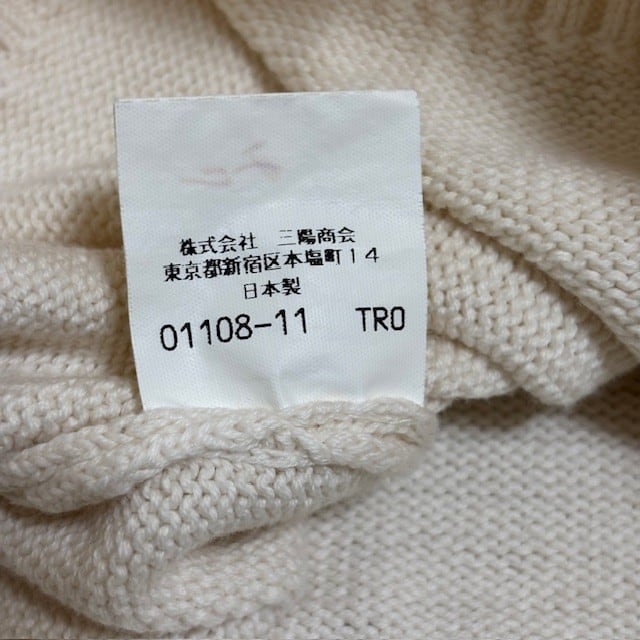 株式会社 三陽商会
東京都新宿区本塩町14
日本製
01108-11 TRO